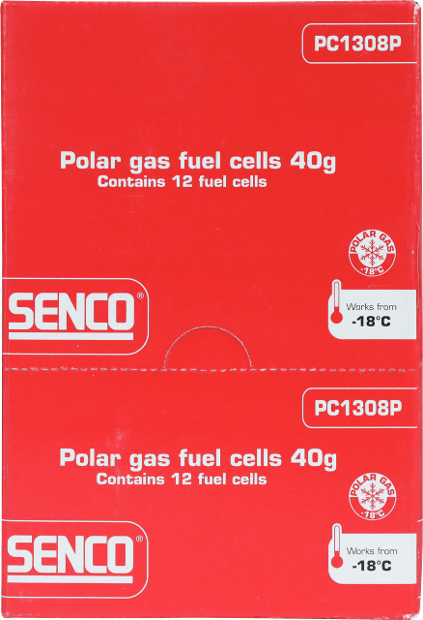 PC1308P
Polar gas fuel cells 40g
Contains 12 fuel cells
POLAR GAS
-18°C
SENCO®
Works from
-18°C
PC1308P
Polar gas fuel cells 40g
Contains 12 fuel cells
POLAR GAS
-18°C
SENCO®
Works from
-18°C